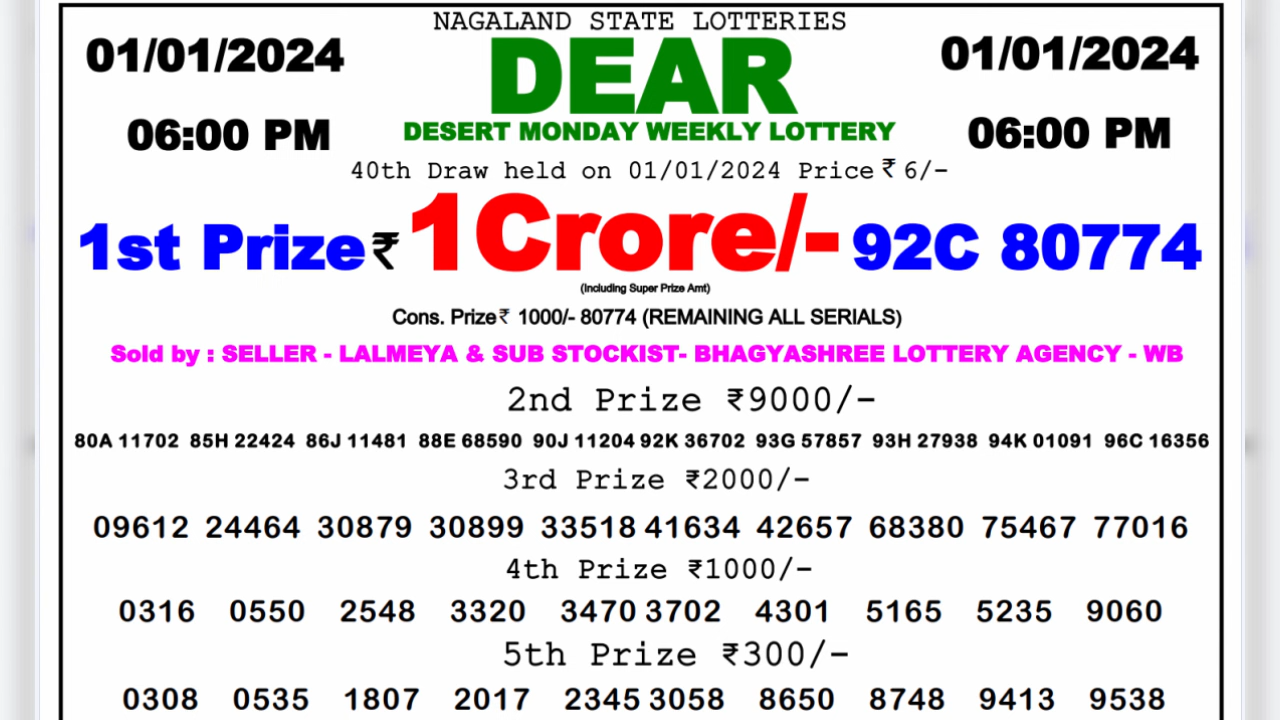 NAGALAND STATE LOTTERIES
01/01/2024 DEAR 01/01/2024
06:00 PM DESERT MONDAY WEEKLY LOTTERY 06:00 PM
40th Draw held on 01/01/2024 Price ₹ 6/-
1st Prize ₹ 1Crore/- 92C 80774
(Including Super Prize Amt)
Cons. Prize ₹ 1000/- 80774 (REMAINING ALL SERIALS)
Sold by : SELLER - LALMEYA & SUB STOCKIST- BHAGYASHREE LOTTERY AGENCY - WB
2nd Prize ₹9000/-
80A 11702 85H 22424 86J 11481 88E 68590 90J 11204 92K 36702 93G 57857 93H 27938 94K 01091 96C 16356
3rd Prize ₹2000/-
09612 24464 30879 30899 33518 41634 42657 68380 75467 77016
4th Prize ₹1000/-
0316 0550 2548 3320 3470 3702 4301 5165 5235 9060
5th Prize ₹300/-
0308 0535 1807 2017 2345 3058 8650 8748 9413 9538